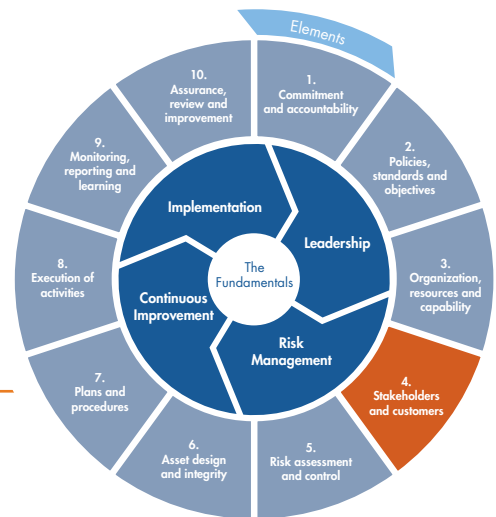 Elements
1.
Commitment
and accountability
2.
Policies,
standards and
objectives
3.
Organization,
resources and
capability
4.
Stakeholders
and customers
5.
Risk assessment
and control
6.
Asset design
and integrity
7.
Plans and
procedures
8.
Execution of
activities
9.
Monitoring,
reporting and
learning
10.
Assurance,
review and
improvement
Implementation
Leadership
The
Fundamentals
Continuous
Improvement
Risk
Management